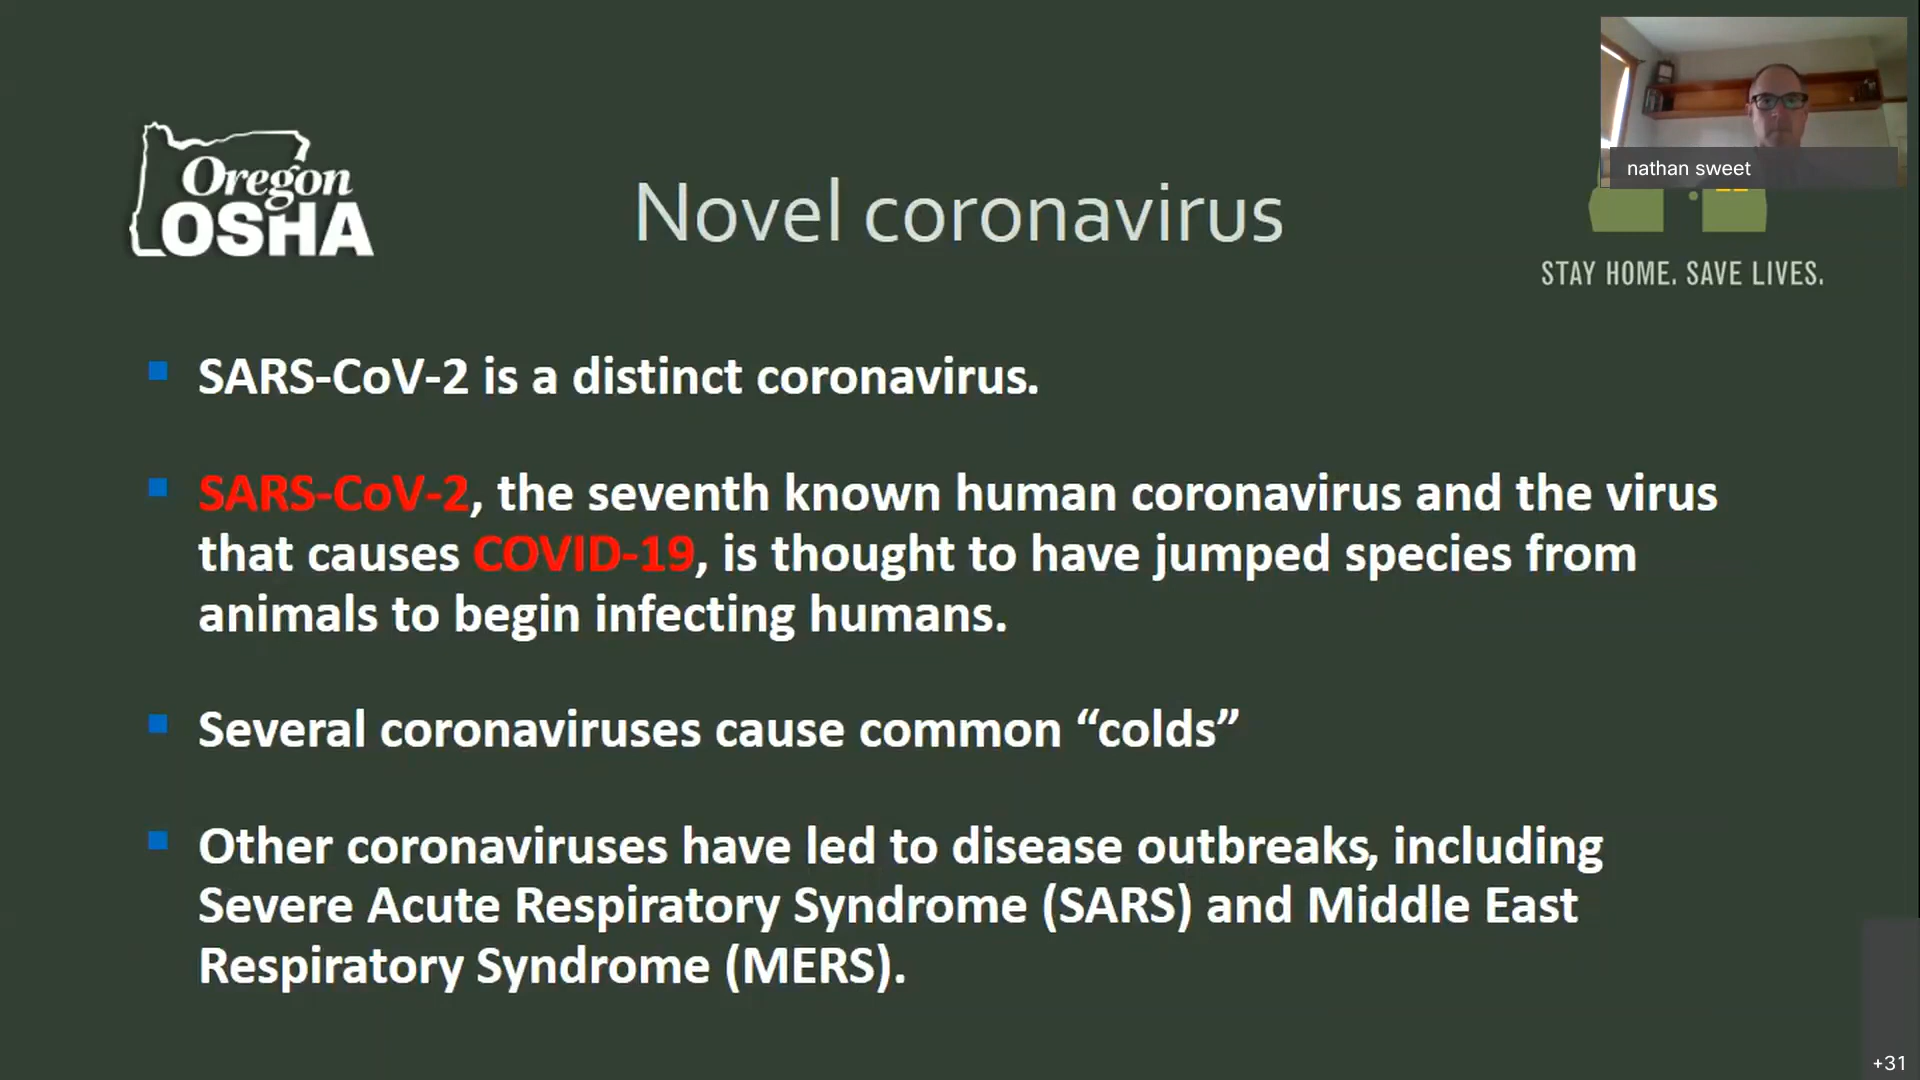 nathan sweet
Oregon
OSHA
Novel coronavirus
STAY HOME. SAVE LIVES.
SARS-CoV-2 is a distinct coronavirus.
SARS-CoV-2, the seventh known human coronavirus and the virus
that causes COVID-19, is thought to have jumped species from
animals to begin infecting humans.
Several coronaviruses cause common “colds”
Other coronaviruses have led to disease outbreaks, including
Severe Acute Respiratory Syndrome (SARS) and Middle East
Respiratory Syndrome (MERS).
+31